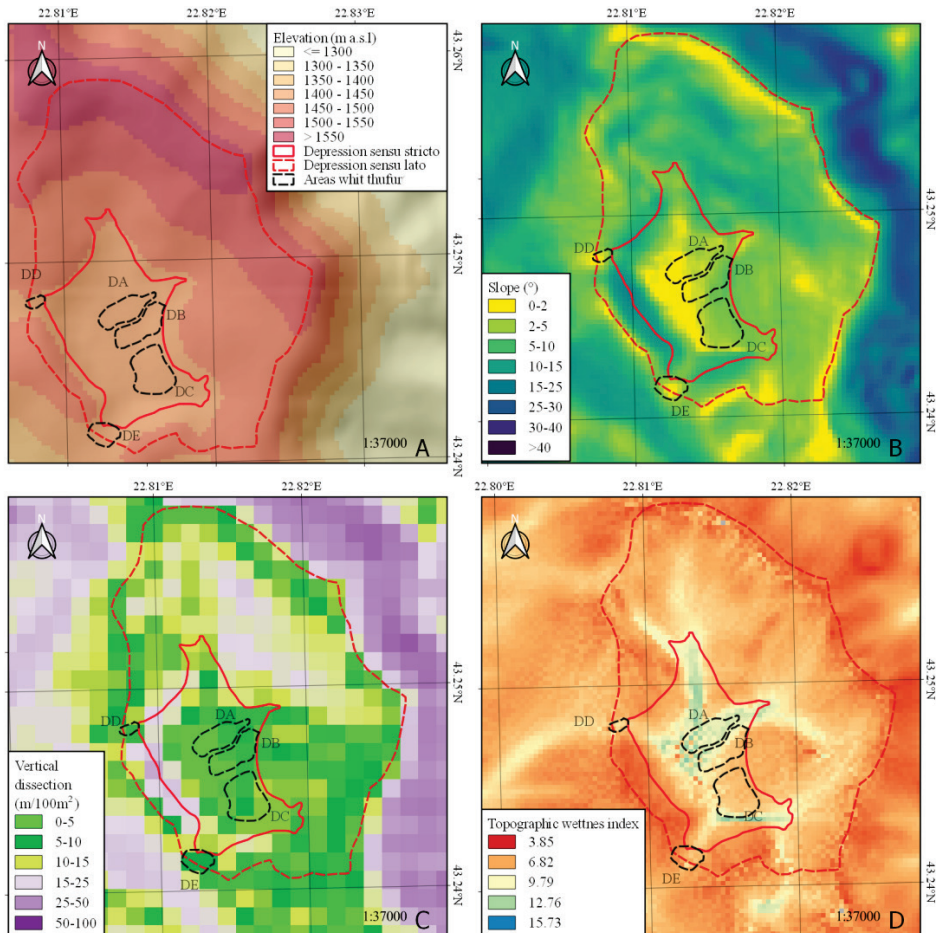 22.81°E 22.82°E 22.83°E
N
Elevation (m a.s.l)
<= 1300
1300 - 1350
1350 - 1400
1400 - 1450
1450 - 1500
1500 - 1550
> 1550
Depression sensu stricto
Depression sensu lato
Areas whit thufur
43.26°N
43.25°N
43.24°N
DD
DA
DB
DC
DE
1:37000
A
22.81°E 22.82°E
N
43.26°N
43.25°N
43.24°N
DD
DA
DB
DC
DE
Slope (°)
0-2
2-5
5-10
10-15
15-25
25-30
30-40
>40
1:37000
B
22.81°E 22.82°E
N
43.25°N
43.24°N
DD
DA
DB
DC
DE
Vertical
dissection
(m/100m²)
0-5
5-10
10-15
15-25
25-50
50-100
1:37000
C
22.80°E 22.81°E 22.82°E
N
43.25°N
43.24°N
DD
DA
DB
DC
DE
Topographic wettnes index
3.85
6.82
9.79
12.76
15.73
1:37000
D